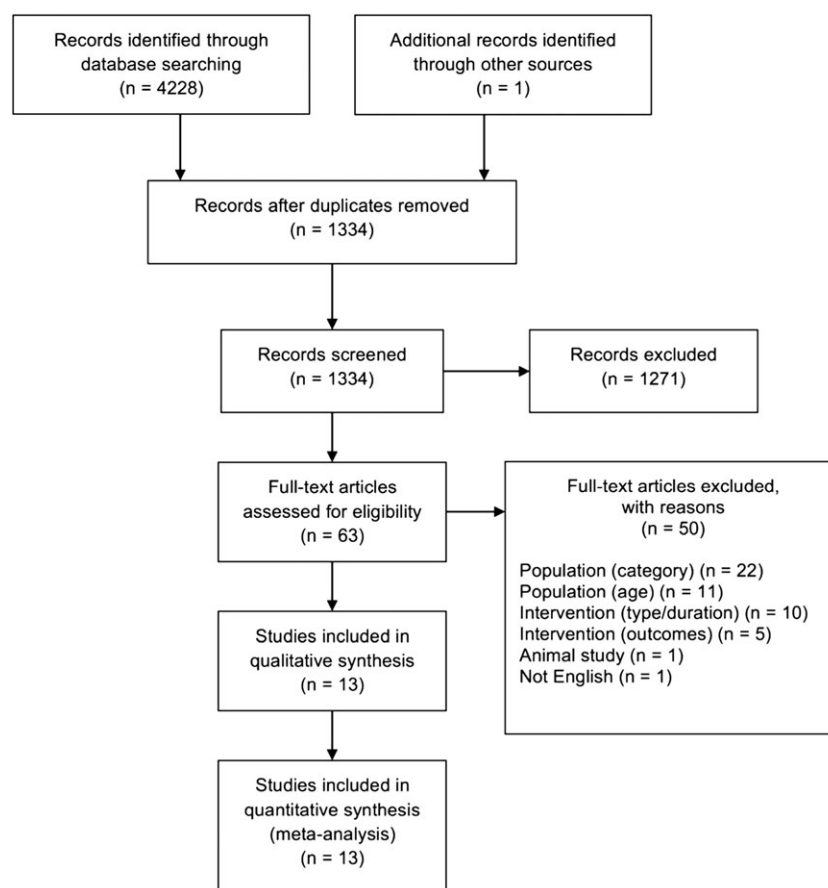 Records identified through
database searching
(n = 4228)
Additional records identified
through other sources
(n = 1)
Records after duplicates removed
(n = 1334)
Records screened
(n = 1334)
Records excluded
(n = 1271)
Full-text articles
assessed for eligibility
(n = 63)
Full-text articles excluded,
with reasons
(n = 50)
Population (category) (n = 22)
Population (age) (n = 11)
Intervention (type/duration) (n = 10)
Intervention (outcomes) (n = 5)
Animal study (n = 1)
Not English (n = 1)
Studies included in
qualitative synthesis
(n = 13)
Studies included in
quantitative synthesis
(meta-analysis)
(n = 13)